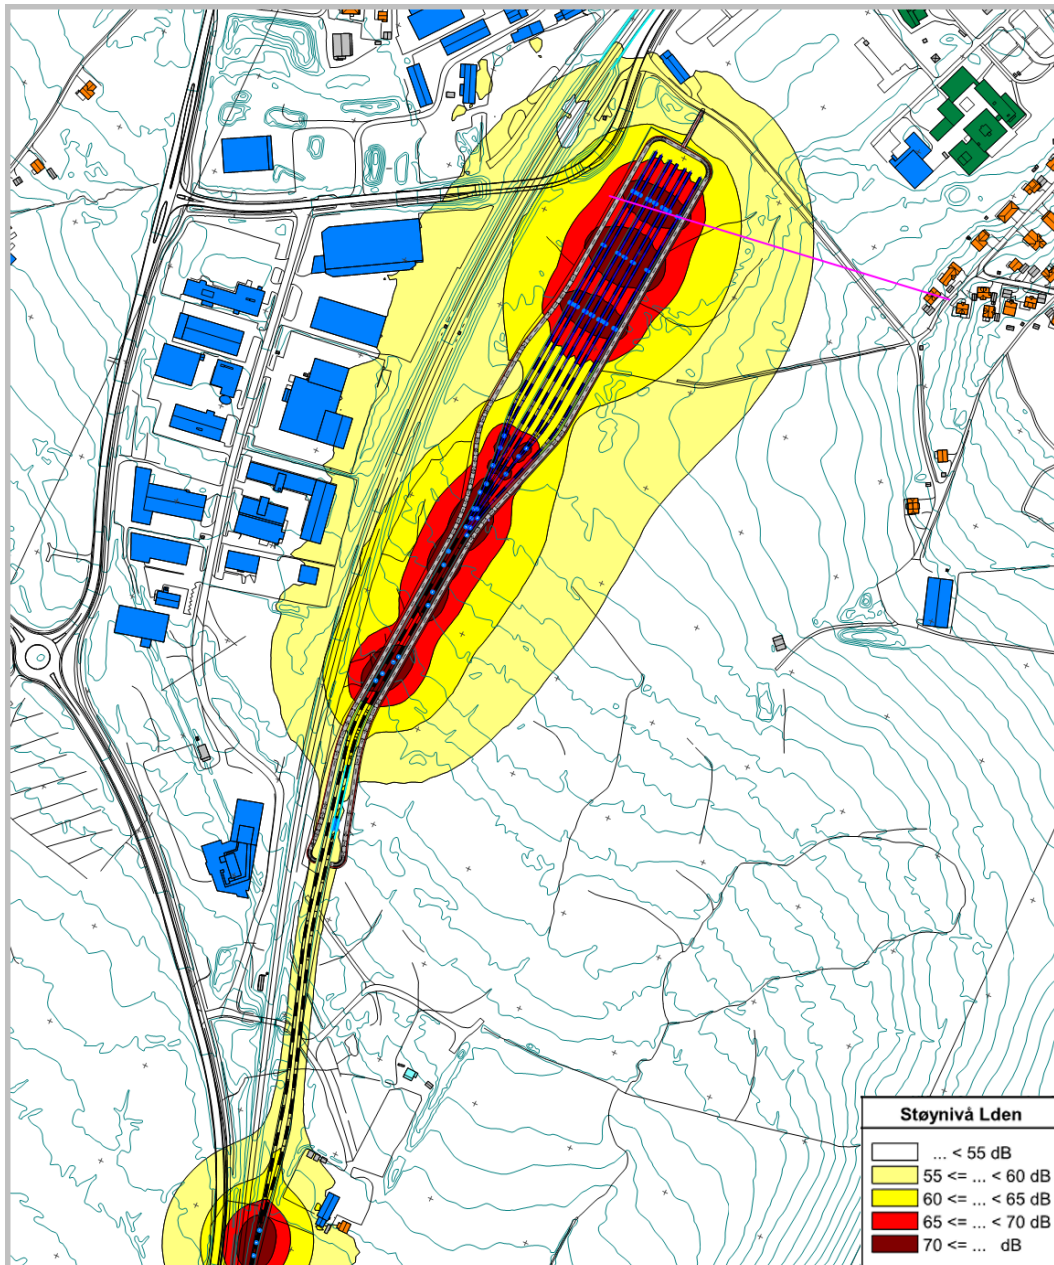 Støynivå Lden
... < 55 dB
55 <= ... < 60 dB
60 <= ... < 65 dB
65 <= ... < 70 dB
70 <= ... dB